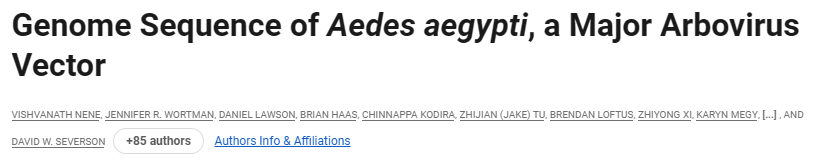 Genome Sequence of Aedes aegypti, a Major Arbovirus
Vector
VISHVANATH NENE, JENNIFER R. WORTMAN, DANIEL LAWSON, BRIAN HAAS, CHINNAPPA KODIRA, ZHIJIAN (JAKE) TU, BRENDAN LOFTUS, ZHIYONG XI, KARYN MEGY, [...] , AND
DAVID W. SEVERSON +85 authors Authors Info & Affiliations